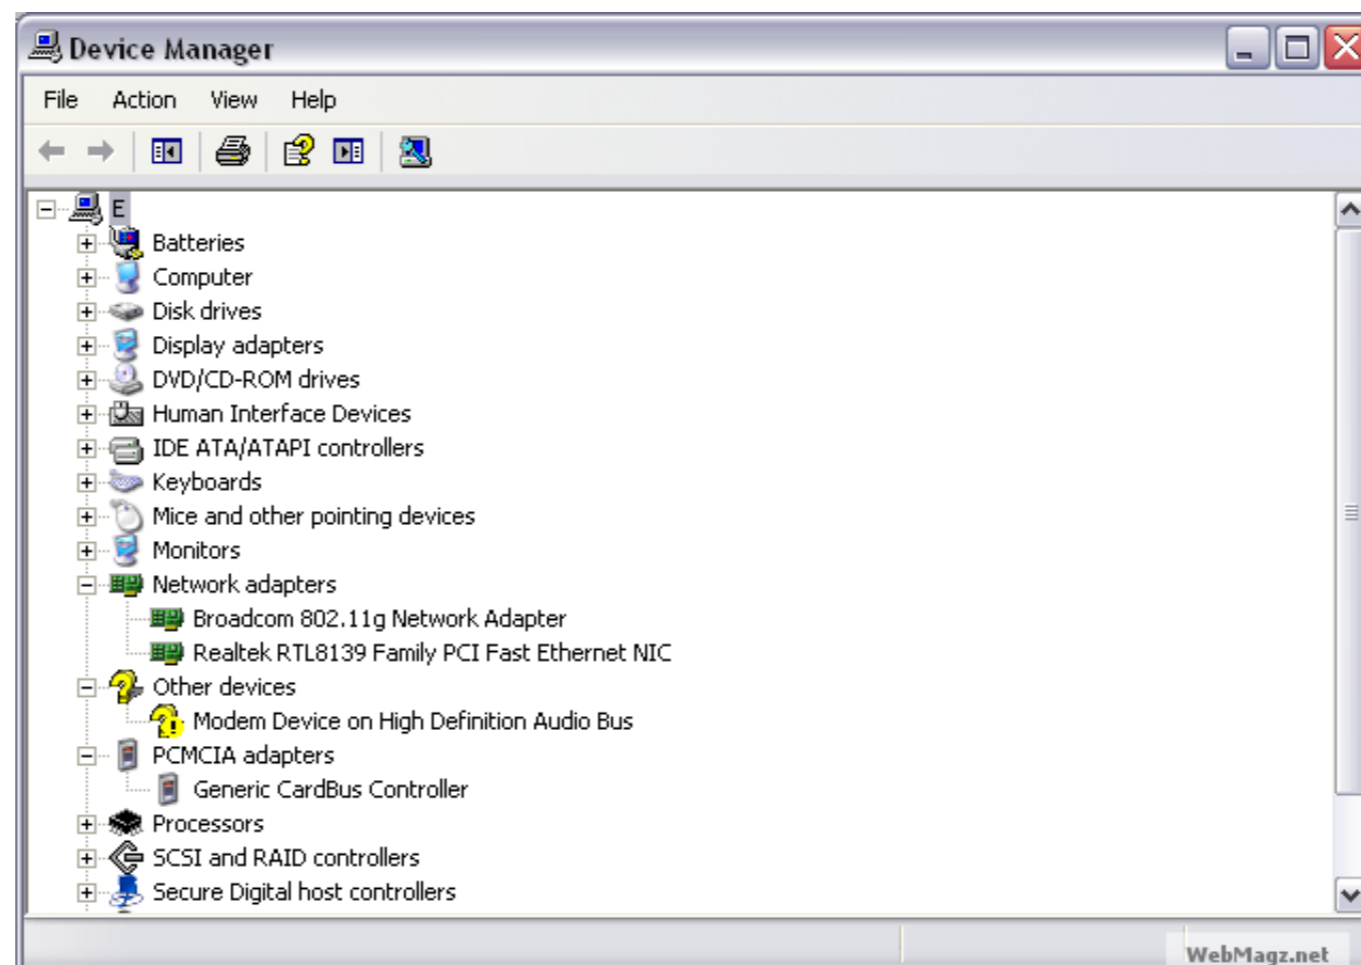 Device Manager
File Action View Help
E
Batteries
Computer
Disk drives
Display adapters
DVD/CD-ROM drives
Human Interface Devices
IDE ATA/ATAPI controllers
Keyboards
Mice and other pointing devices
Monitors
Network adapters
Broadcom 802.11g Network Adapter
Realtek RTL8139 Family PCI Fast Ethernet NIC
Other devices
Modem Device on High Definition Audio Bus
PCMCIA adapters
Generic CardBus Controller
Processors
SCSI and RAID controllers
Secure Digital host controllers
WebMagz.net